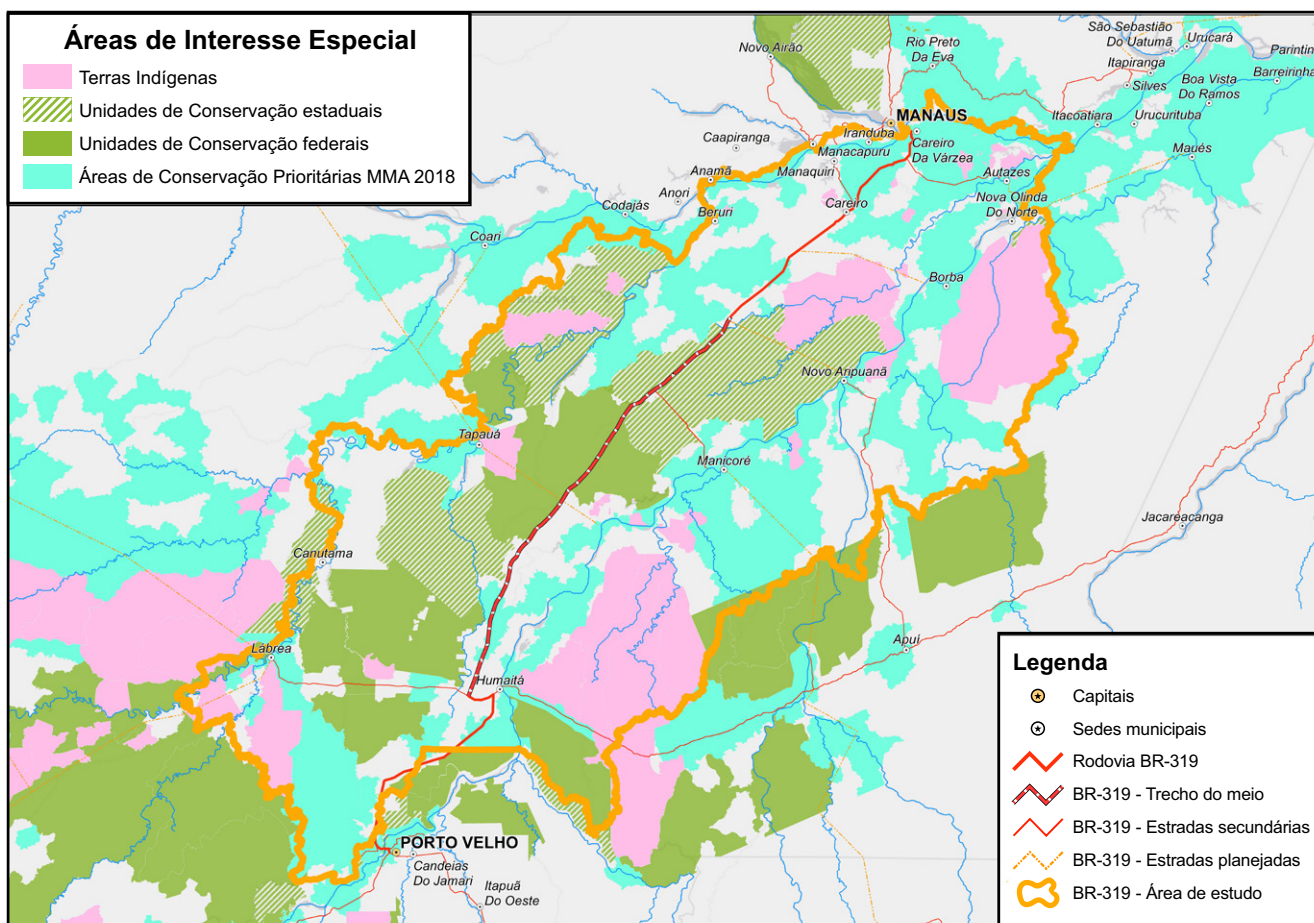 Áreas de Interesse Especial
Terras Indígenas
Unidades de Conservação estaduais
Unidades de Conservação federais
Áreas de Conservação Prioritárias MMA 2018
Novo Airão
Rio Preto
Da Eva
São Sebastião
Do Uatumã
Urucará
Parintin
Itapiranga
Barreirinha
Silves
Boa Vista
Do Ramos
MANAUS
Iranduba
Itacoatiara
Urucurituba
Caapiranga
Careiro
Da Várzea
Manacapuru
Maués
Manaquiri
Autazes
Anamã
Anori
Nova Olinda
Do Norte
Careiro
Codajás
Beruri
Coari
Borba
Novo Aripuanã
Tapauá
Manicoré
Jacareacanga
Canutama
Apuí
Lábrea
Humaitá
PORTO VELHO
Candeias
Do Jamari
Itapuã
Do Oeste
Legenda
Capitais
Sedes municipais
Rodovia BR-319
BR-319 - Trecho do meio
BR-319 - Estradas secundárias
BR-319 - Estradas planejadas
BR-319 - Área de estudo